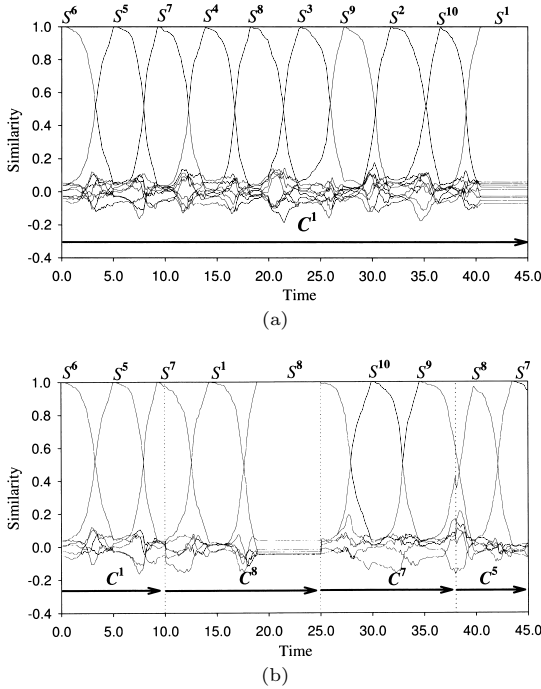 S⁶ S⁵ S⁷ S⁴ S⁸ S³ S⁹ S² S¹⁰ S¹
1.0
0.8
0.6
0.4
0.2
0.0
-0.2
-0.4
Similarity
C¹
0.0 5.0 10.0 15.0 20.0 25.0 30.0 35.0 40.0 45.0
Time
(a)
S⁶ S⁵ S⁷ S¹ S⁸ S¹⁰ S⁹ S⁸ S⁷
1.0
0.8
0.6
0.4
0.2
0.0
-0.2
-0.4
Similarity
C¹ C⁸ C⁷ C⁵
0.0 5.0 10.0 15.0 20.0 25.0 30.0 35.0 40.0 45.0
Time
(b)